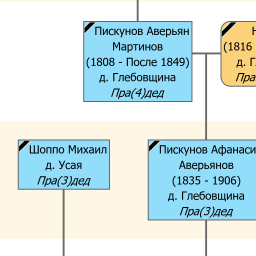 Пискунов Аверьян
Мартинов
(1808 - После 1849)
д. Глебовщина
Пра(4)дед
(1816
д.
Шоппо Михаил
д. Усая
Пра(3)дед
Пискунов Афанаси
Аверьянов
(1835 - 1906)
д. Глебовщина
Пра(3)дед